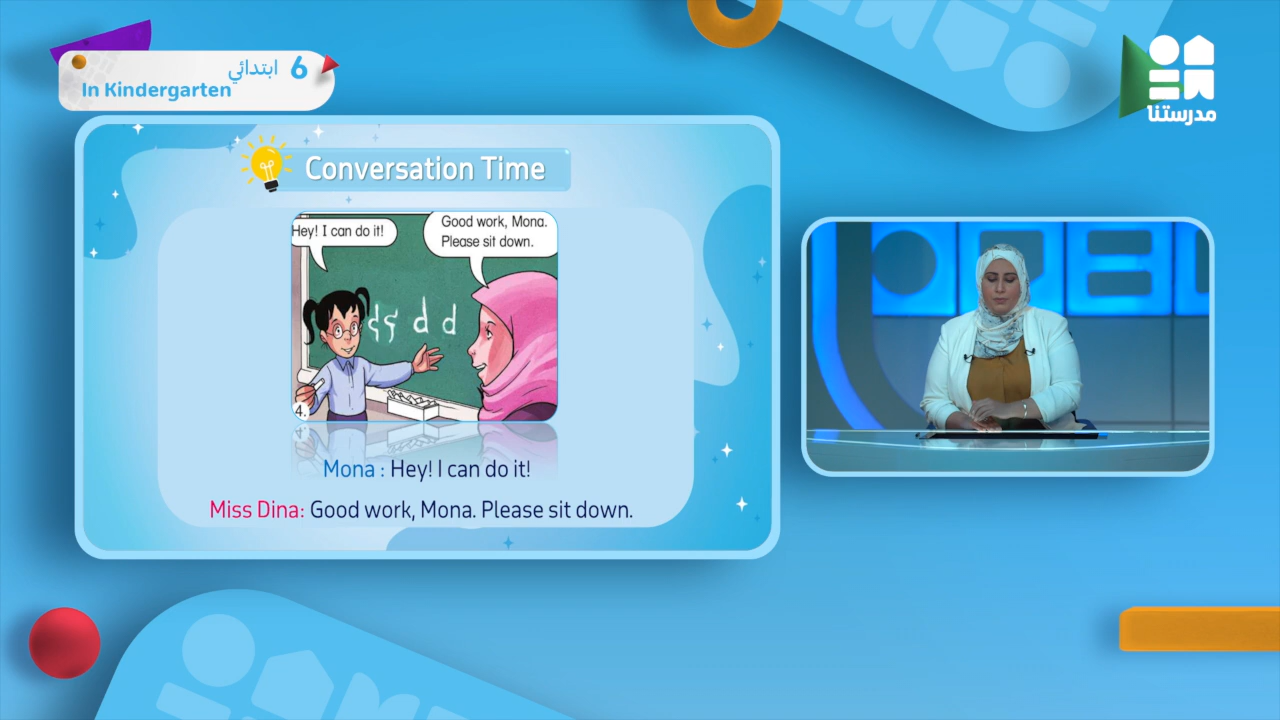 6 ابتدائي
In Kindergarten
مدرستنا
Conversation Time
Hey! I can do it!
Good work, Mona.
Please sit down.
d d
4.
Mona : Hey! I can do it!
Miss Dina: Good work, Mona. Please sit down.